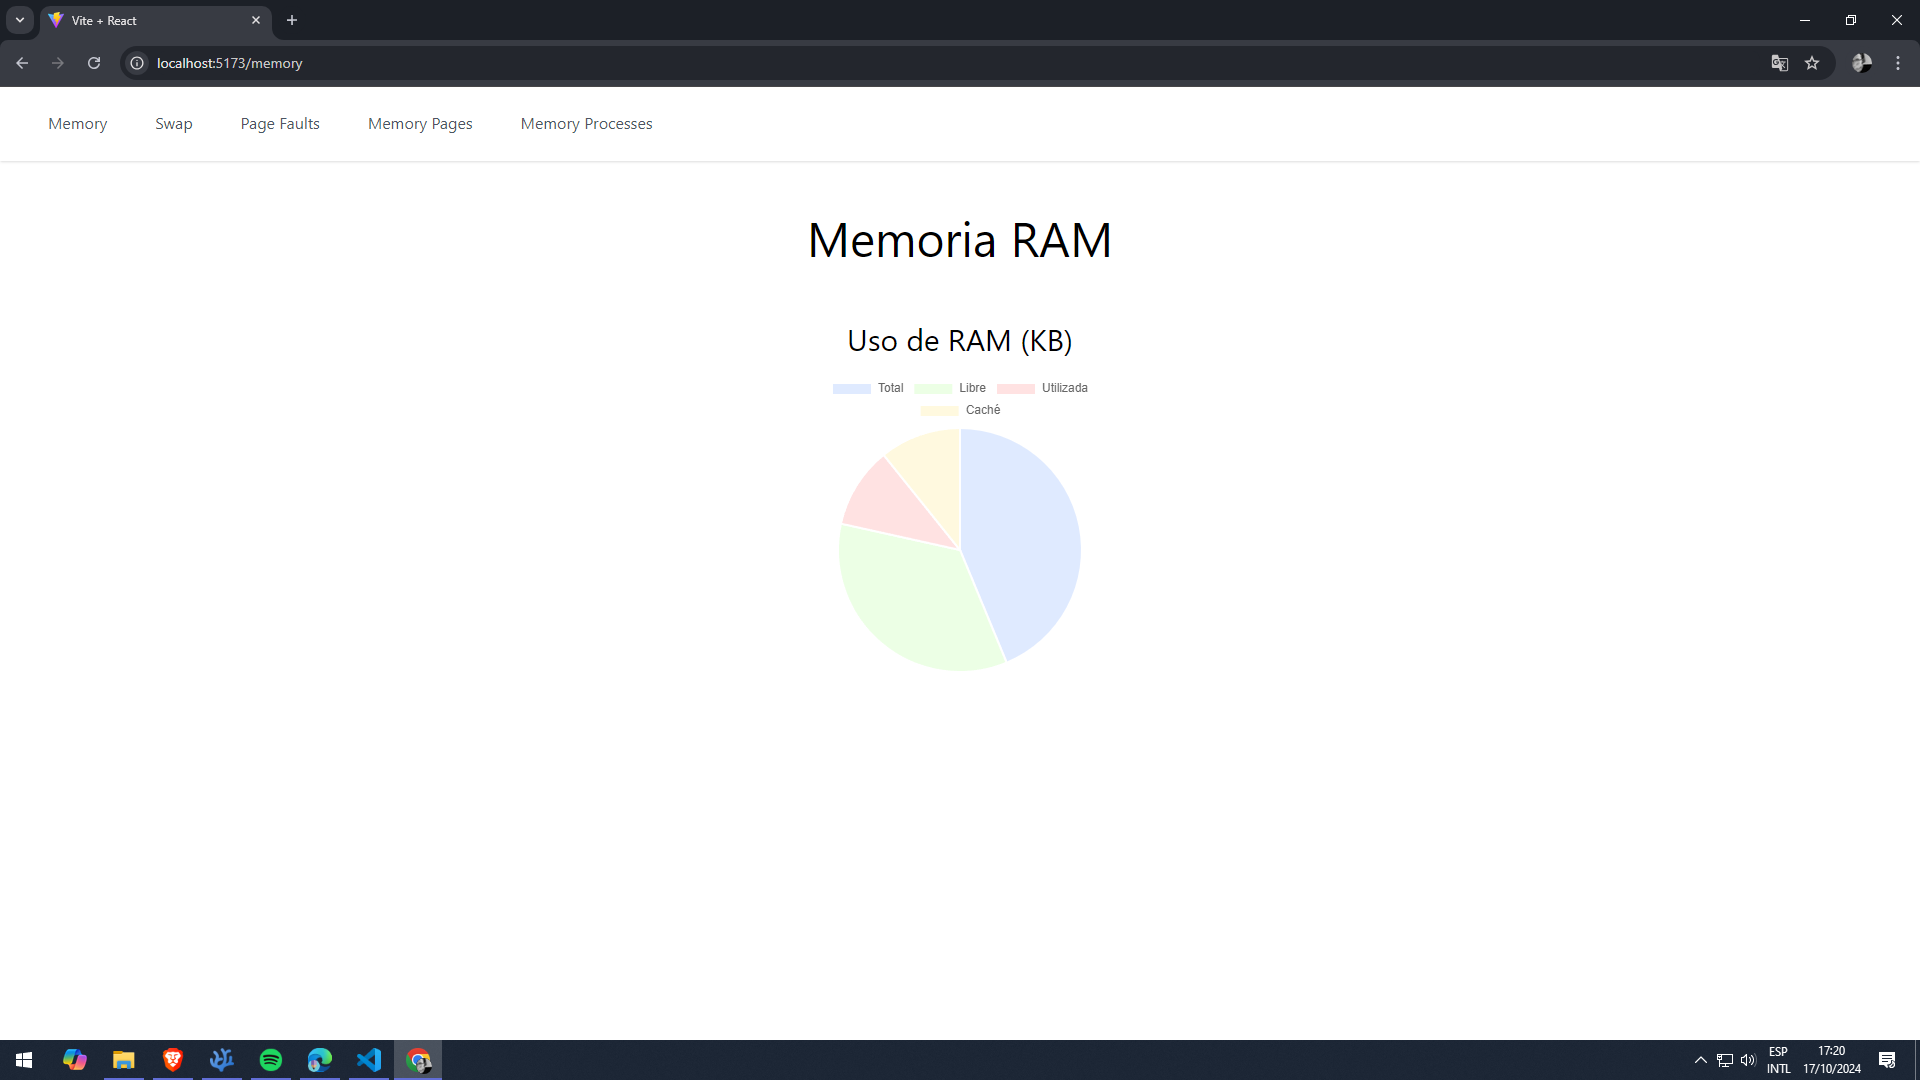 Vite + React
localhost:5173/memory
Memory Swap Page Faults Memory Pages Memory Processes
Memoria RAM
Uso de RAM (KB)
Total Libre Utilizada
Caché
ESP 17:20
INTL 17/10/2024